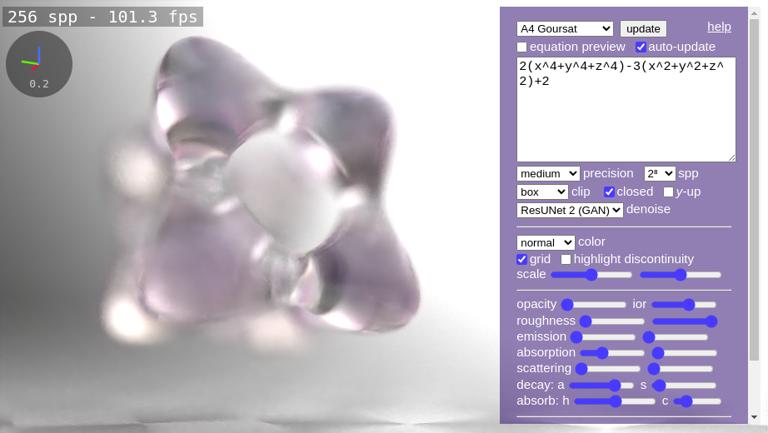 256 spp - 101.3 fps
0.2
A4 Goursat update help
equation preview auto-update
2(x^4+y^4+z^4)-3(x^2+y^2+z^
2)+2
medium precision 2⁸ spp
box clip closed y-up
ResUNet 2 (GAN) denoise
normal color
grid highlight discontinuity
scale
opacity ior
roughness
emission
absorption
scattering
decay: a s
absorb: h c